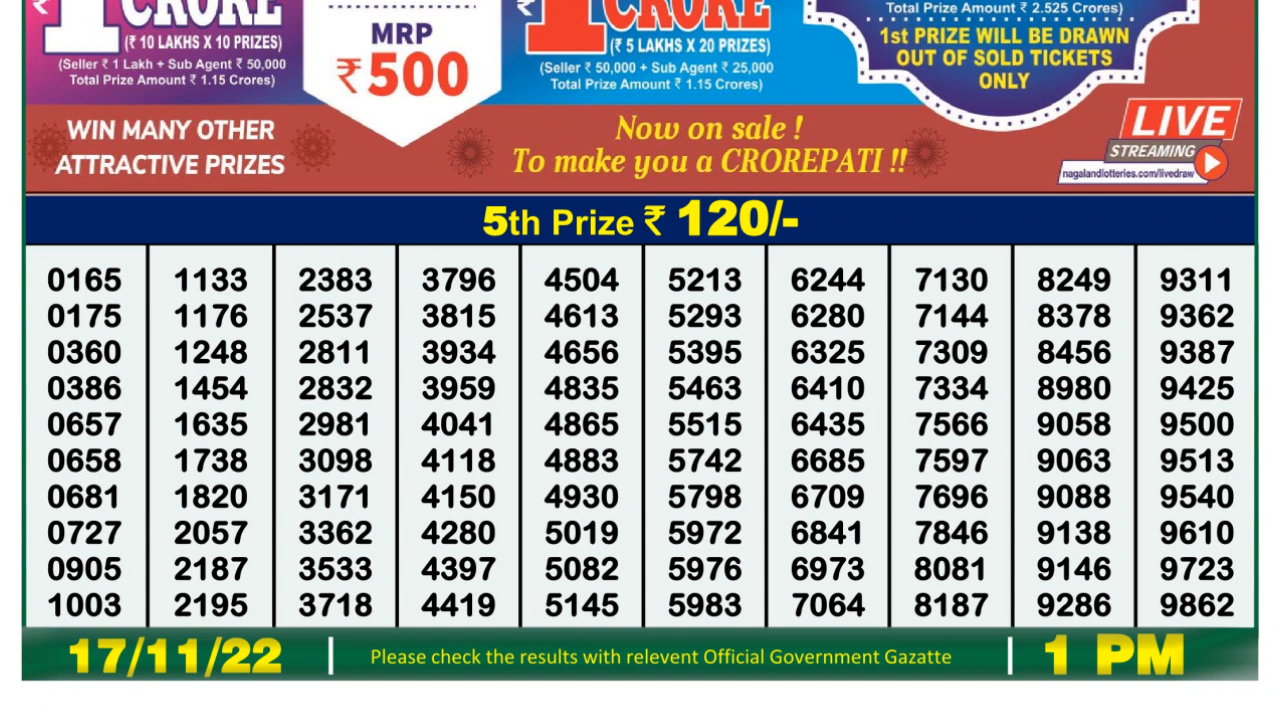 ₹ 1 CRORE
(₹ 10 LAKHS X 10 PRIZES)
(Seller ₹ 1 Lakh + Sub Agent ₹ 50,000
Total Prize Amount ₹ 1.15 Crores)
MRP
₹500
₹ 1 CRORE
(₹ 5 LAKHS X 20 PRIZES)
(Seller ₹ 50,000 + Sub Agent ₹ 25,000
Total Prize Amount ₹ 1.15 Crores)
Total Prize Amount ₹ 2.525 Crores)
1st PRIZE WILL BE DRAWN
OUT OF SOLD TICKETS
ONLY
WIN MANY OTHER
ATTRACTIVE PRIZES
Now on sale !
To make you a CROREPATI !!
LIVE
STREAMING
nagalandlotteries.com/livedraw
5th Prize ₹ 120/-
0165 1133 2383 3796 4504 5213 6244 7130 8249 9311
0175 1176 2537 3815 4613 5293 6280 7144 8378 9362
0360 1248 2811 3934 4656 5395 6325 7309 8456 9387
0386 1454 2832 3959 4835 5463 6410 7334 8980 9425
0657 1635 2981 4041 4865 5515 6435 7566 9058 9500
0658 1738 3098 4118 4883 5742 6685 7597 9063 9513
0681 1820 3171 4150 4930 5798 6709 7696 9088 9540
0727 2057 3362 4280 5019 5972 6841 7846 9138 9610
0905 2187 3533 4397 5082 5976 6973 8081 9146 9723
1003 2195 3718 4419 5145 5983 7064 8187 9286 9862
17/11/22 Please check the results with relevent Official Government Gazatte 1 PM